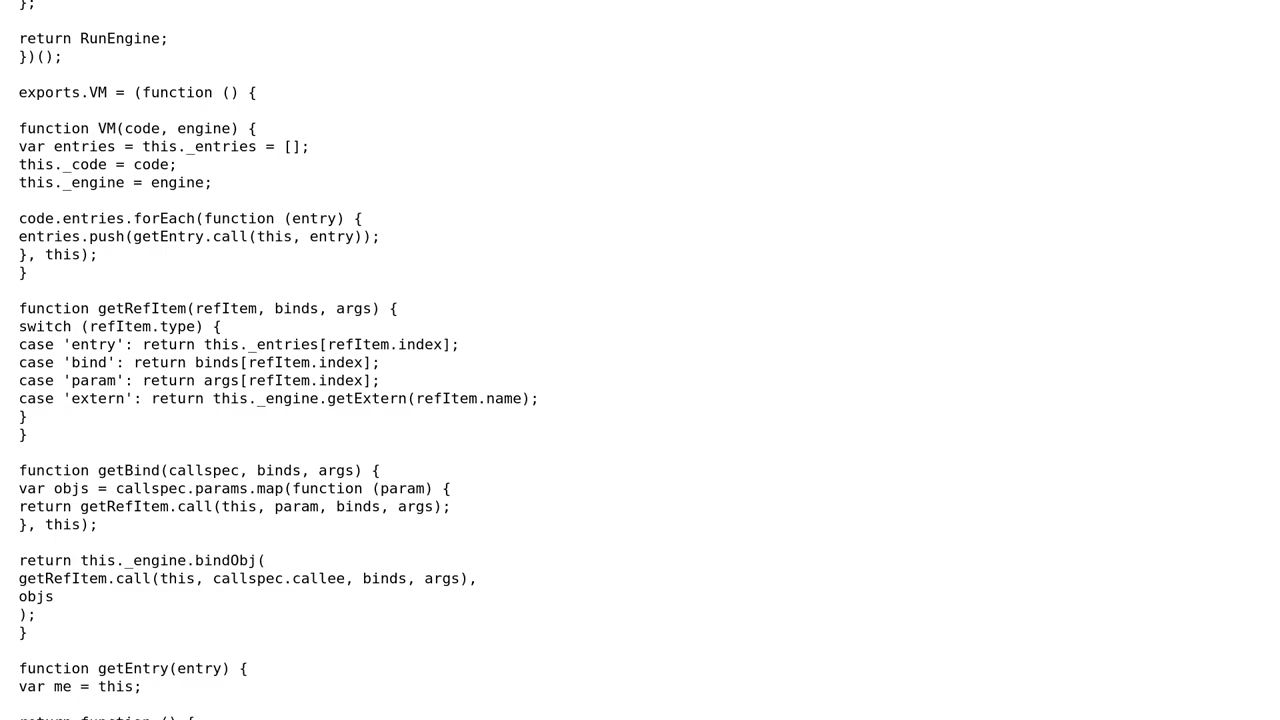 };
return RunEngine;
})();
exports.VM = (function () {
function VM(code, engine) {
var entries = this._entries = [];
this._code = code;
this._engine = engine;
code.entries.forEach(function (entry) {
entries.push(getEntry.call(this, entry));
}, this);
}
function getRefItem(refItem, binds, args) {
switch (refItem.type) {
case 'entry': return this._entries[refItem.index];
case 'bind': return binds[refItem.index];
case 'param': return args[refItem.index];
case 'extern': return this._engine.getExtern(refItem.name);
}
}
function getBind(callspec, binds, args) {
var objs = callspec.params.map(function (param) {
return getRefItem.call(this, param, binds, args);
}, this);
return this._engine.bindObj(
getRefItem.call(this, callspec.callee, binds, args),
objs
);
}
function getEntry(entry) {
var me = this;
return function () {